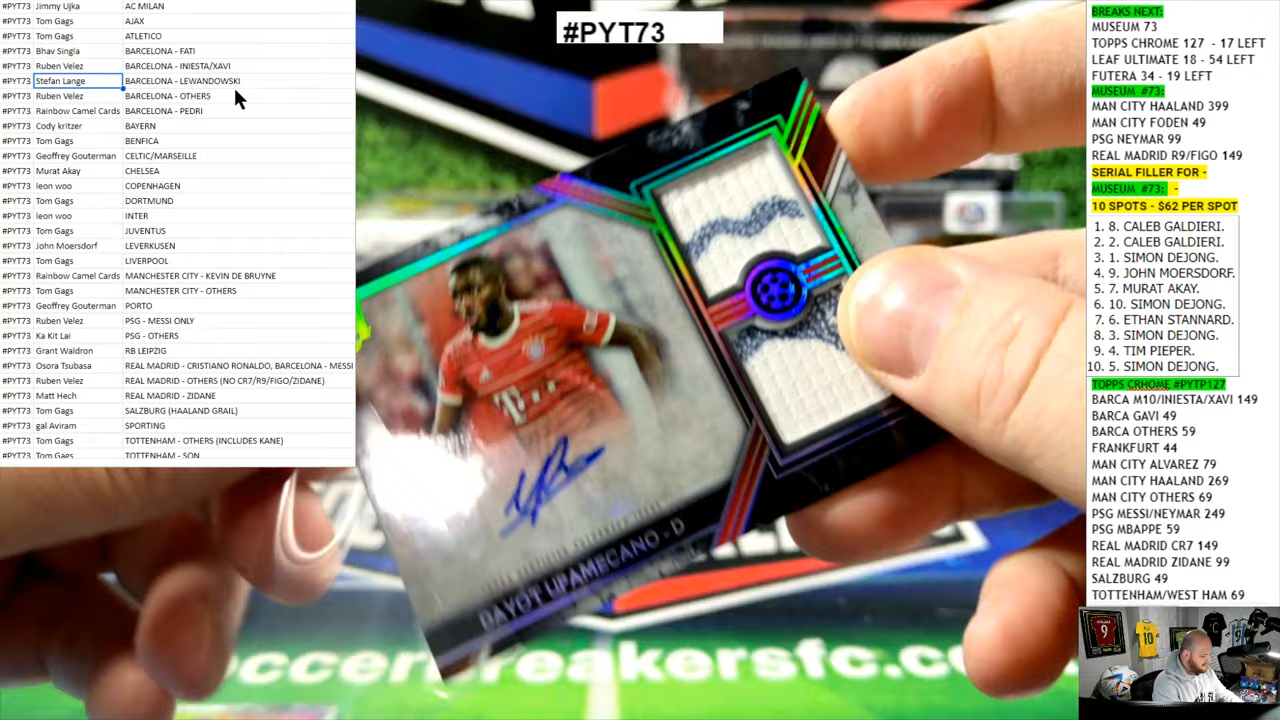 #PYT73 Jimmy Ujka AC MILAN
#PYT73 Tom Gags AJAX
#PYT73 Tom Gags ATLETICO
#PYT73 Bhav Singla BARCELONA - FATI
#PYT73 Ruben Velez BARCELONA - INIESTA/XAVI
#PYT73 Stefan Lange BARCELONA - LEWANDOWSKI
#PYT73 Ruben Velez BARCELONA - OTHERS
#PYT73 Rainbow Camel Cards BARCELONA - PEDRI
#PYT73 Cody kritzer BAYERN
#PYT73 Tom Gags BENFICA
#PYT73 Geoffrey Gouterman CELTIC/MARSEILLE
#PYT73 Murat Akay CHELSEA
#PYT73 leon woo COPENHAGEN
#PYT73 Tom Gags DORTMUND
#PYT73 leon woo INTER
#PYT73 Tom Gags JUVENTUS
#PYT73 John Moersdorf LEVERKUSEN
#PYT73 Tom Gags LIVERPOOL
#PYT73 Rainbow Camel Cards MANCHESTER CITY - KEVIN DE BRUYNE
#PYT73 Tom Gags MANCHESTER CITY - OTHERS
#PYT73 Geoffrey Gouterman PORTO
#PYT73 Ruben Velez PSG - MESSI ONLY
#PYT73 Ka Kit Lai PSG - OTHERS
#PYT73 Grant Waldron RB LEIPZIG
#PYT73 Osora Tsubasa REAL MADRID - CRISTIANO RONALDO, BARCELONA - MESSI
#PYT73 Ruben Velez REAL MADRID - OTHERS (NO CR7/R9/FIGO/ZIDANE)
#PYT73 Matt Hech REAL MADRID - ZIDANE
#PYT73 Tom Gags SALZBURG (HAALAND GRAIL)
#PYT73 gal Aviram SPORTING
#PYT73 Tom Gags TOTTENHAM - OTHERS (INCLUDES KANE)
#PYT73 Tom Gags TOTTENHAM - SON
#PYT73
DAYOT UPAMECANO - D
soccerbreakersfc.co
BREAKS NEXT:
MUSEUM 73
TOPPS CHROME 127 - 17 LEFT
LEAF ULTIMATE 18 - 54 LEFT
FUTERA 34 - 19 LEFT
MUSEUM #73:
MAN CITY HAALAND 399
MAN CITY FODEN 49
PSG NEYMAR 99
REAL MADRID R9/FIGO 149
SERIAL FILLER FOR -
MUSEUM #73: -
10 SPOTS - $62 PER SPOT
1. 8. CALEB GALDIERI.
2. 2. CALEB GALDIERI.
3. 1. SIMON DEJONG.
4. 9. JOHN MOERSDORF.
5. 7. MURAT AKAY.
6. 10. SIMON DEJONG.
7. 6. ETHAN STANNARD.
8. 3. SIMON DEJONG.
9. 4. TIM PIEPER.
10. 5. SIMON DEJONG.
TOPPS CRHOME #PYTP127
BARCA M10/INIESTA/XAVI 149
BARCA GAVI 49
BARCA OTHERS 59
FRANKFURT 44
MAN CITY ALVAREZ 79
MAN CITY HAALAND 269
MAN CITY OTHERS 69
PSG MESSI/NEYMAR 249
PSG MBAPPE 59
REAL MADRID CR7 149
REAL MADRID ZIDANE 99
SALZBURG 49
TOTTENHAM/WEST HAM 69